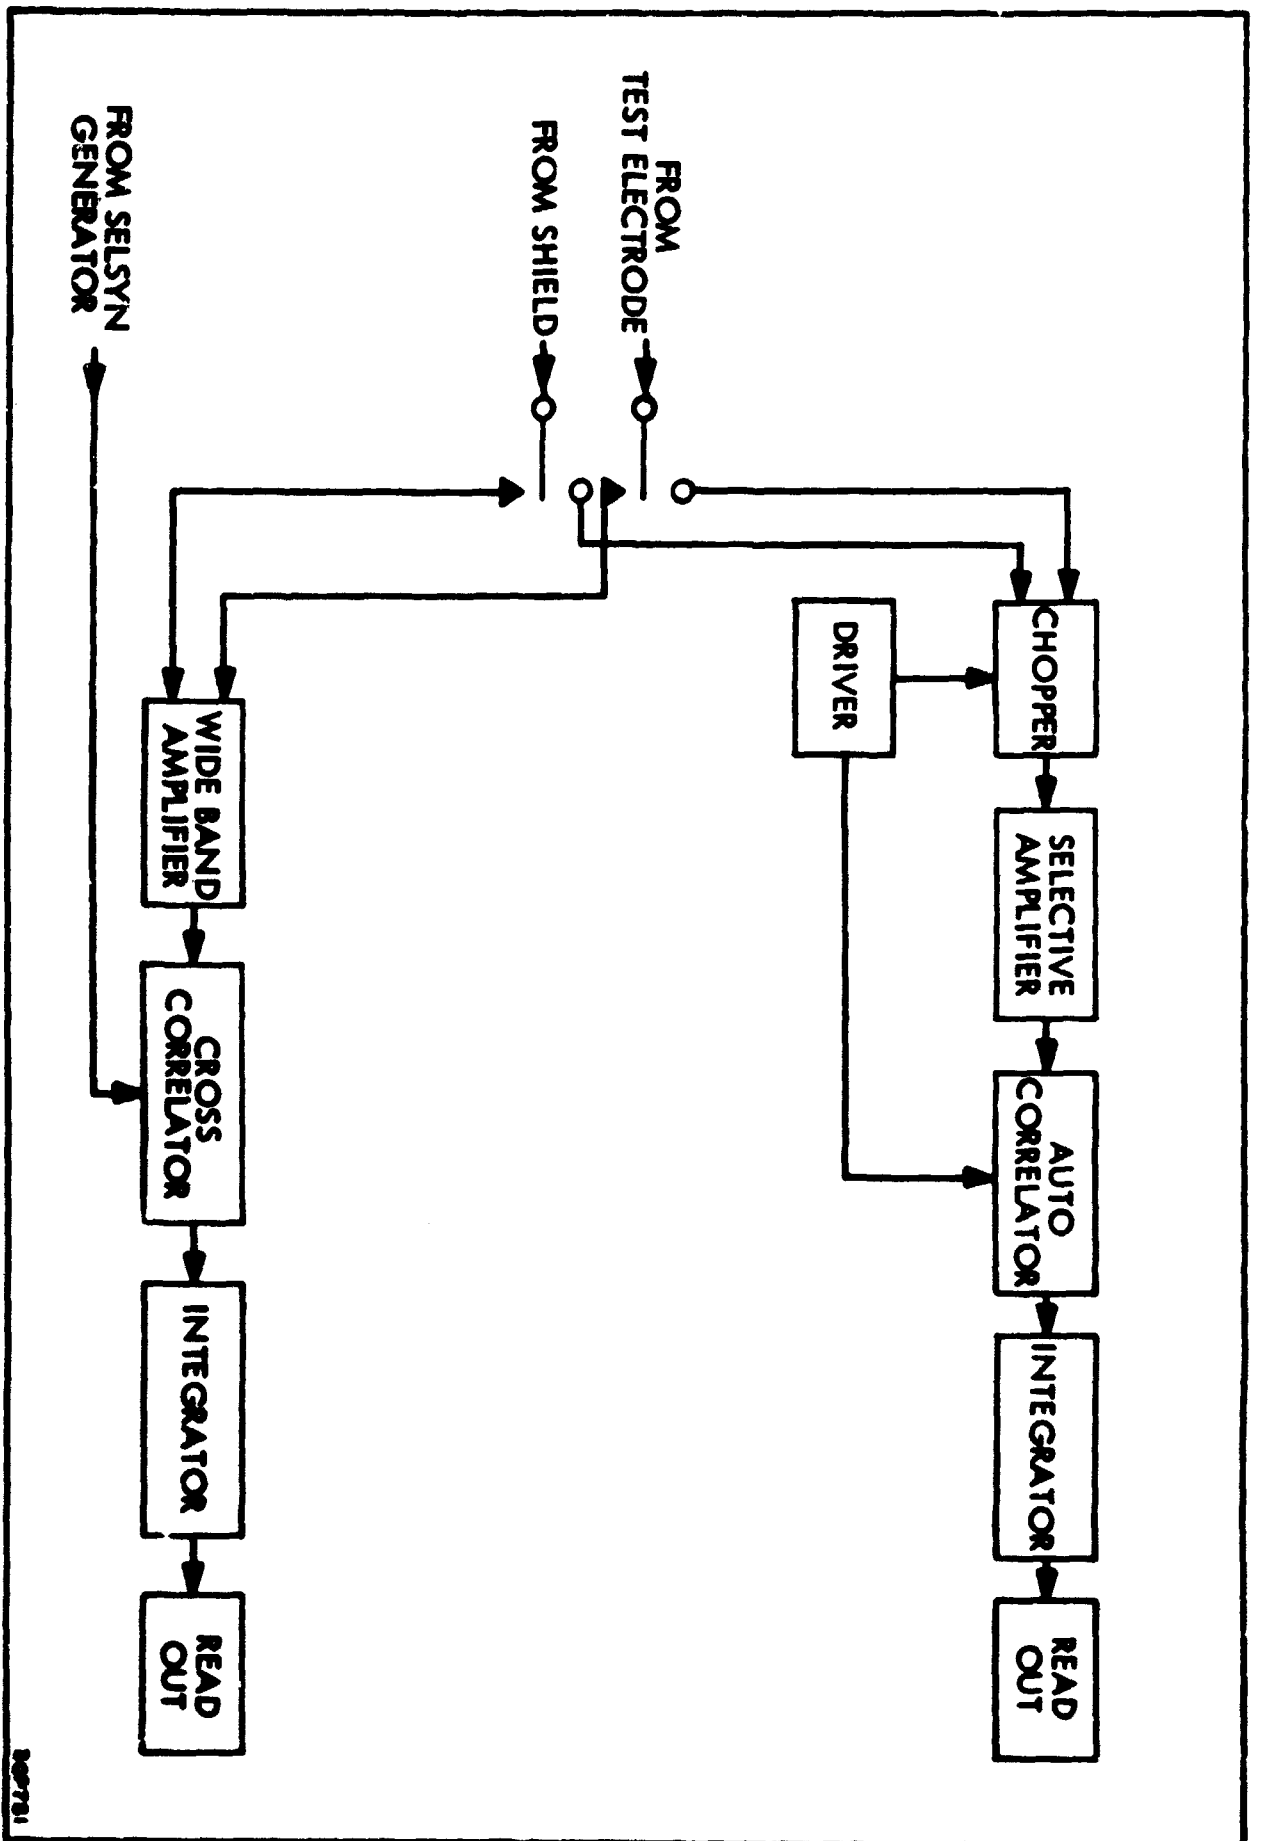 CHOPPER
SELECTIVE
AMPLIFIER
AUTO
CORRELATOR
INTEGRATOR
READ
OUT
DRIVER
FROM
TEST ELECTRODE
FROM SHIELD
WIDE BAND
AMPLIFIER
CROSS
CORRELATOR
INTEGRATOR
READ
OUT
FROM SELSYN
GENERATOR